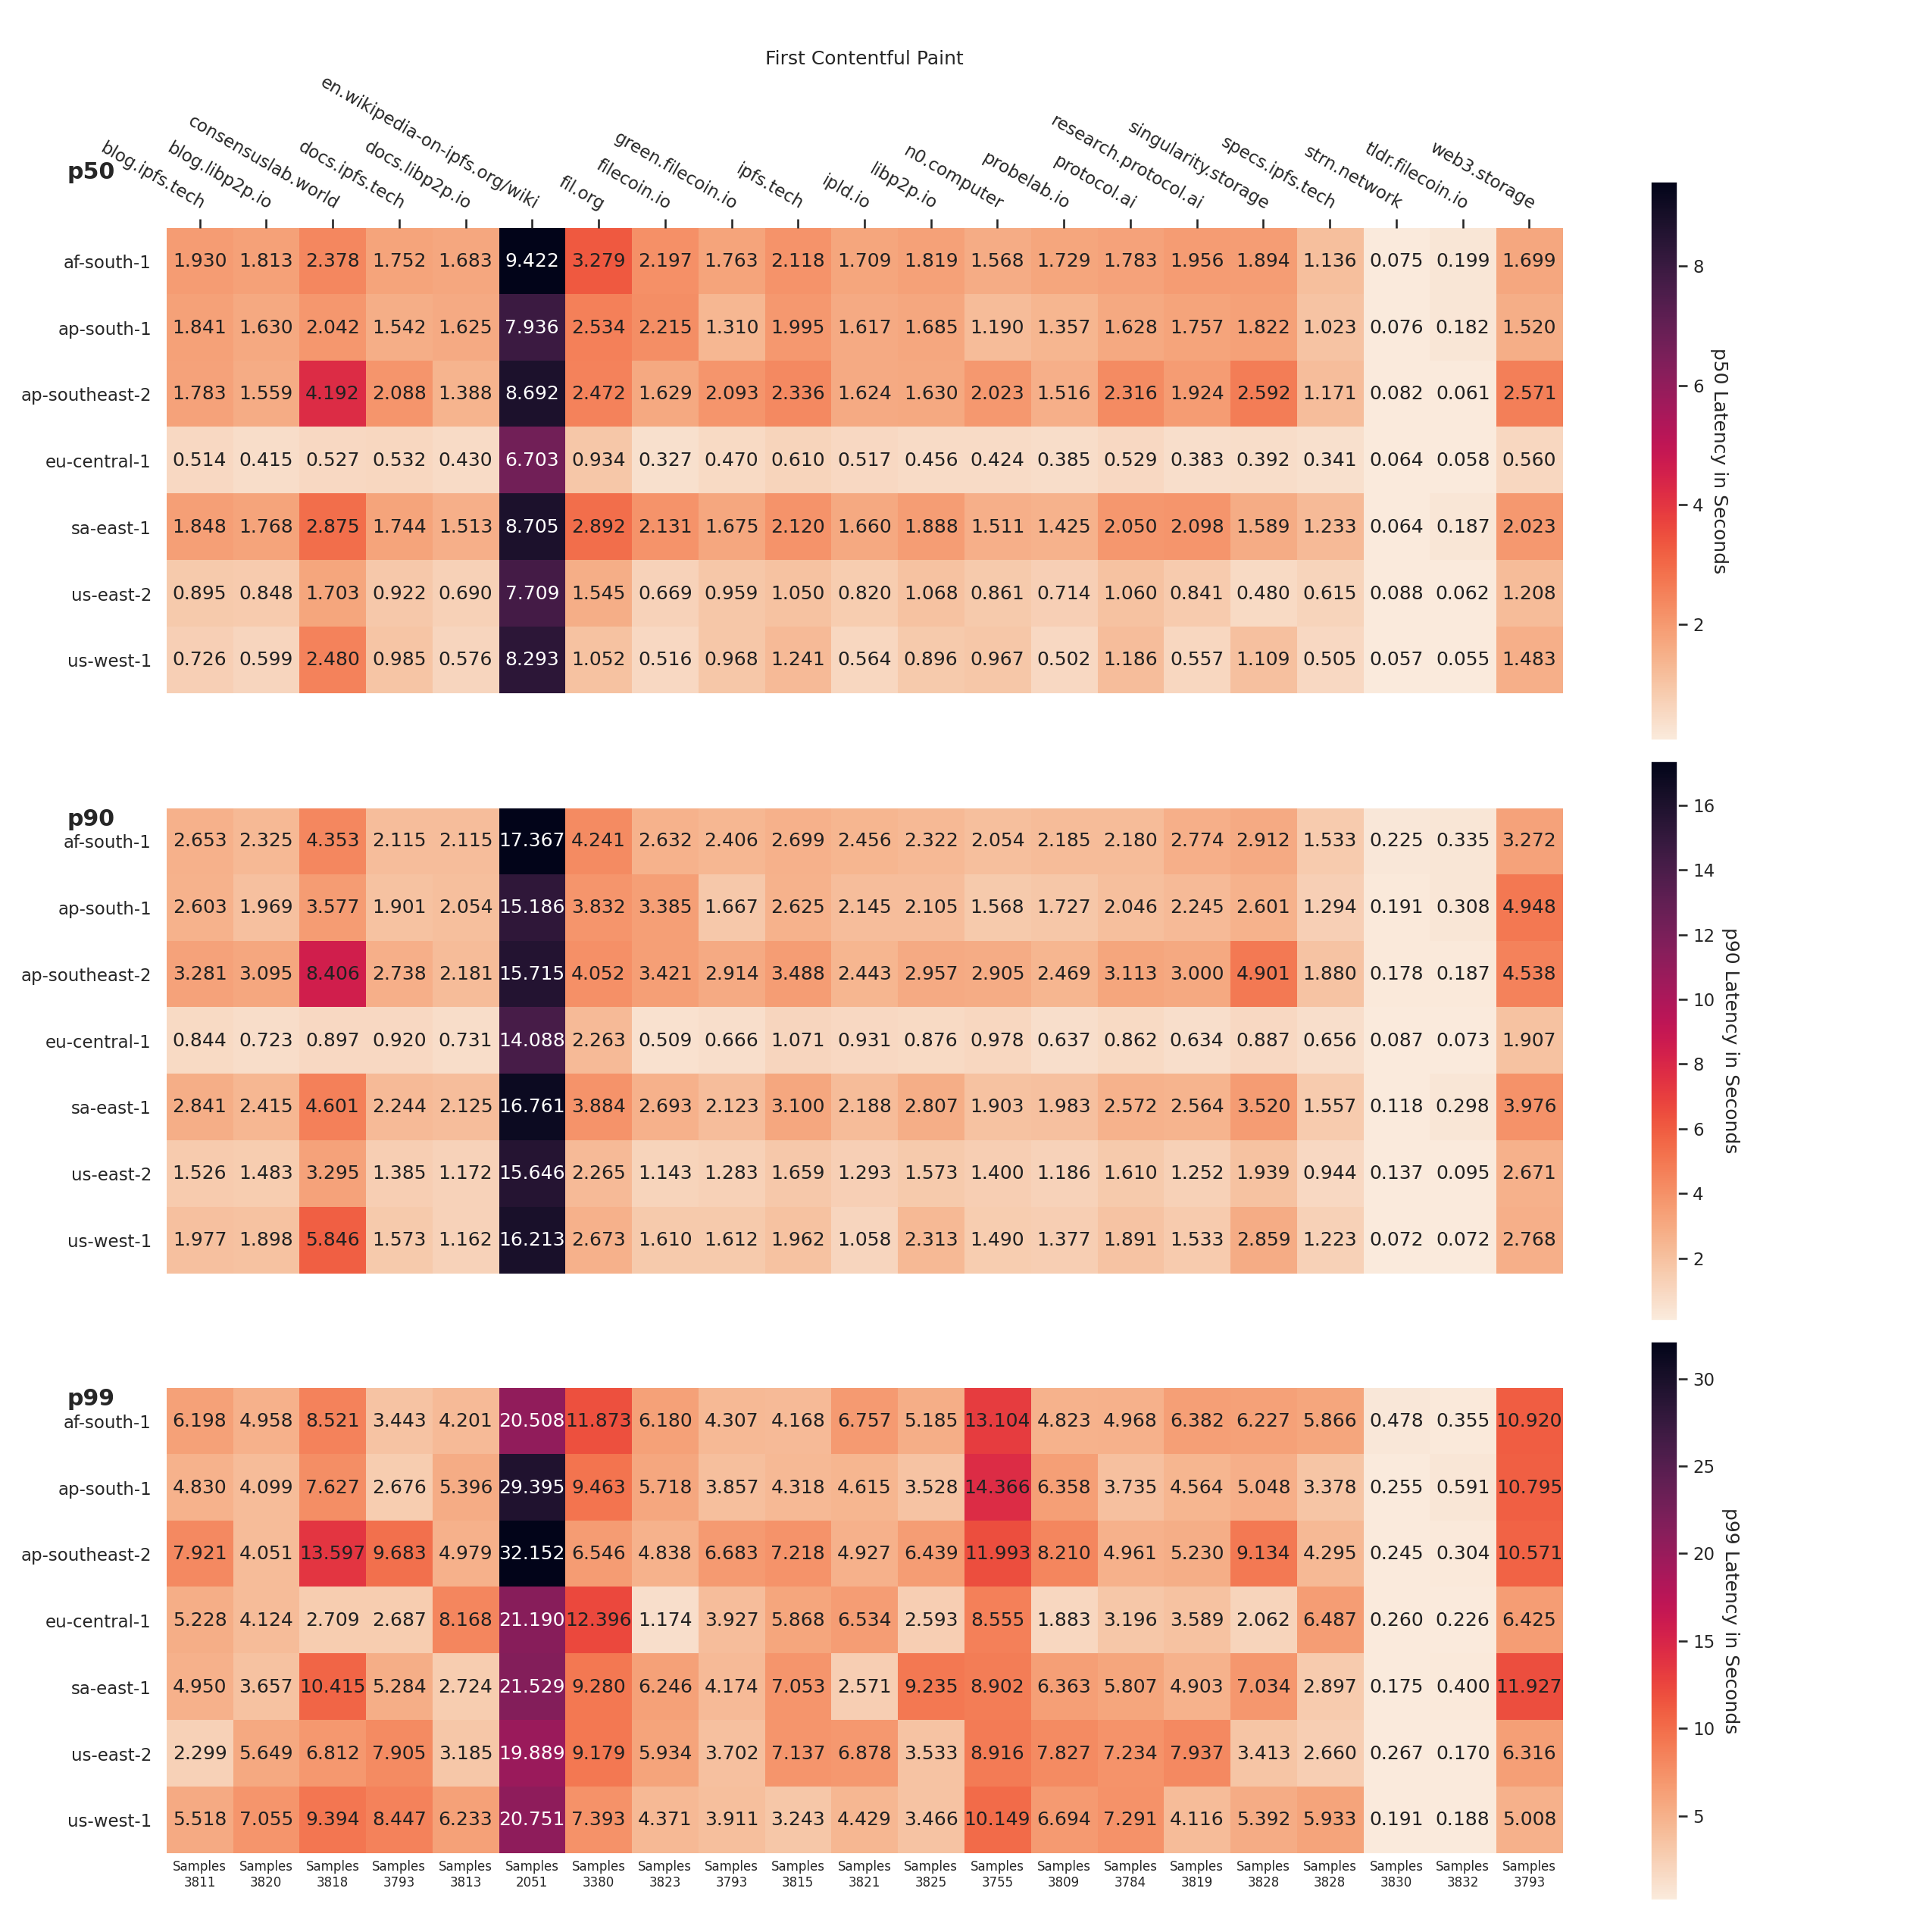 First Contentful Paint
p50
blog.ipfs.tech
blog.libp2p.io
consensuslab.world
docs.ipfs.tech
docs.libp2p.io
en.wikipedia-on-ipfs.org/wiki
fil.org
filecoin.io
green.filecoin.io
ipfs.tech
ipld.io
libp2p.io
n0.computer
probelab.io
protocol.ai
research.protocol.ai
singularity.storage
specs.ipfs.tech
strn.network
tldr.filecoin.io
web3.storage
af-south-1 1.930 1.813 2.378 1.752 1.683 9.422 3.279 2.197 1.763 2.118 1.709 1.819 1.568 1.729 1.783 1.956 1.894 1.136 0.075 0.199 1.699
ap-south-1 1.841 1.630 2.042 1.542 1.625 7.936 2.534 2.215 1.310 1.995 1.617 1.685 1.190 1.357 1.628 1.757 1.822 1.023 0.076 0.182 1.520
ap-southeast-2 1.783 1.559 4.192 2.088 1.388 8.692 2.472 1.629 2.093 2.336 1.624 1.630 2.023 1.516 2.316 1.924 2.592 1.171 0.082 0.061 2.571
eu-central-1 0.514 0.415 0.527 0.532 0.430 6.703 0.934 0.327 0.470 0.610 0.517 0.456 0.424 0.385 0.529 0.383 0.392 0.341 0.064 0.058 0.560
sa-east-1 1.848 1.768 2.875 1.744 1.513 8.705 2.892 2.131 1.675 2.120 1.660 1.888 1.511 1.425 2.050 2.098 1.589 1.233 0.064 0.187 2.023
us-east-2 0.895 0.848 1.703 0.922 0.690 7.709 1.545 0.669 0.959 1.050 0.820 1.068 0.861 0.714 1.060 0.841 0.480 0.615 0.088 0.062 1.208
us-west-1 0.726 0.599 2.480 0.985 0.576 8.293 1.052 0.516 0.968 1.241 0.564 0.896 0.967 0.502 1.186 0.557 1.109 0.505 0.057 0.055 1.483
8
6
4
2
p50 Latency in Seconds
p90
af-south-1 2.653 2.325 4.353 2.115 2.115 17.367 4.241 2.632 2.406 2.699 2.456 2.322 2.054 2.185 2.180 2.774 2.912 1.533 0.225 0.335 3.272
ap-south-1 2.603 1.969 3.577 1.901 2.054 15.186 3.832 3.385 1.667 2.625 2.145 2.105 1.568 1.727 2.046 2.245 2.601 1.294 0.191 0.308 4.948
ap-southeast-2 3.281 3.095 8.406 2.738 2.181 15.715 4.052 3.421 2.914 3.488 2.443 2.957 2.905 2.469 3.113 3.000 4.901 1.880 0.178 0.187 4.538
eu-central-1 0.844 0.723 0.897 0.920 0.731 14.088 2.263 0.509 0.666 1.071 0.931 0.876 0.978 0.637 0.862 0.634 0.887 0.656 0.087 0.073 1.907
sa-east-1 2.841 2.415 4.601 2.244 2.125 16.761 3.884 2.693 2.123 3.100 2.188 2.807 1.903 1.983 2.572 2.564 3.520 1.557 0.118 0.298 3.976
us-east-2 1.526 1.483 3.295 1.385 1.172 15.646 2.265 1.143 1.283 1.659 1.293 1.573 1.400 1.186 1.610 1.252 1.939 0.944 0.137 0.095 2.671
us-west-1 1.977 1.898 5.846 1.573 1.162 16.213 2.673 1.610 1.612 1.962 1.058 2.313 1.490 1.377 1.891 1.533 2.859 1.223 0.072 0.072 2.768
16
14
12
10
8
6
4
2
p90 Latency in Seconds
p99
af-south-1 6.198 4.958 8.521 3.443 4.201 20.508 11.873 6.180 4.307 4.168 6.757 5.185 13.104 4.823 4.968 6.382 6.227 5.866 0.478 0.355 10.920
ap-south-1 4.830 4.099 7.627 2.676 5.396 29.395 9.463 5.718 3.857 4.318 4.615 3.528 14.366 6.358 3.735 4.564 5.048 3.378 0.255 0.591 10.795
ap-southeast-2 7.921 4.051 13.597 9.683 4.979 32.152 6.546 4.838 6.683 7.218 4.927 6.439 11.993 8.210 4.961 5.230 9.134 4.295 0.245 0.304 10.571
eu-central-1 5.228 4.124 2.709 2.687 8.168 21.190 12.396 1.174 3.927 5.868 6.534 2.593 8.555 1.883 3.196 3.589 2.062 6.487 0.260 0.226 6.425
sa-east-1 4.950 3.657 10.415 5.284 2.724 21.529 9.280 6.246 4.174 7.053 2.571 9.235 8.902 6.363 5.807 4.903 7.034 2.897 0.175 0.400 11.927
us-east-2 2.299 5.649 6.812 7.905 3.185 19.889 9.179 5.934 3.702 7.137 6.878 3.533 8.916 7.827 7.234 7.937 3.413 2.660 0.267 0.170 6.316
us-west-1 5.518 7.055 9.394 8.447 6.233 20.751 7.393 4.371 3.911 3.243 4.429 3.466 10.149 6.694 7.291 4.116 5.392 5.933 0.191 0.188 5.008
Samples Samples Samples Samples Samples Samples Samples Samples Samples Samples Samples Samples Samples Samples Samples Samples Samples Samples Samples Samples Samples
3811 3820 3818 3793 3813 2051 3380 3823 3793 3815 3821 3825 3755 3809 3784 3819 3828 3828 3830 3832 3793
30
25
20
15
10
5
p99 Latency in Seconds